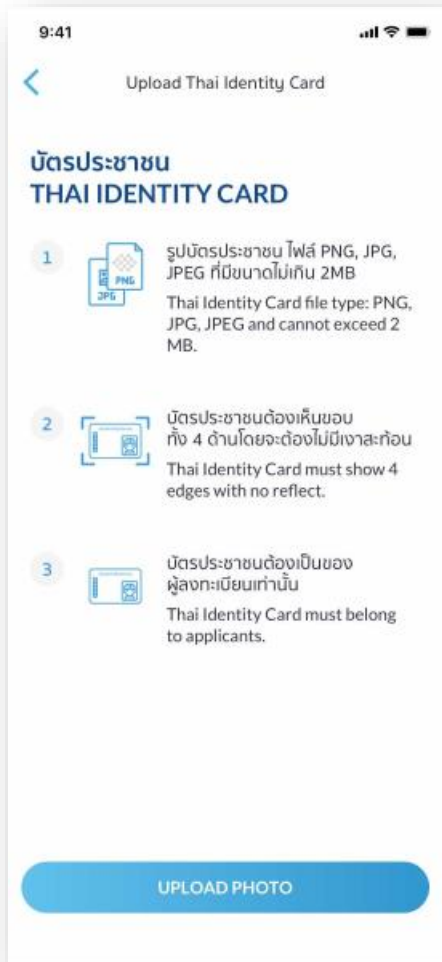 9:41
Upload Thai Identity Card
บัตรประชาชน
THAI IDENTITY CARD
1
PNG
JPG
รูปบัตรประชาชน ไฟล์ PNG, JPG,
JPEG ที่มีขนาดไม่เกิน 2MB
Thai Identity Card file type: PNG,
JPG, JPEG and cannot exceed 2
MB.
2
บัตรประชาชนต้องเห็นขอบ
ทั้ง 4 ด้านโดยจะต้องไม่มีเงาสะท้อน
Thai Identity Card must show 4
edges with no reflect.
3
บัตรประชาชนต้องเป็นของ
ผู้ลงทะเบียนเท่านั้น
Thai Identity Card must belong
to applicants.
UPLOAD PHOTO